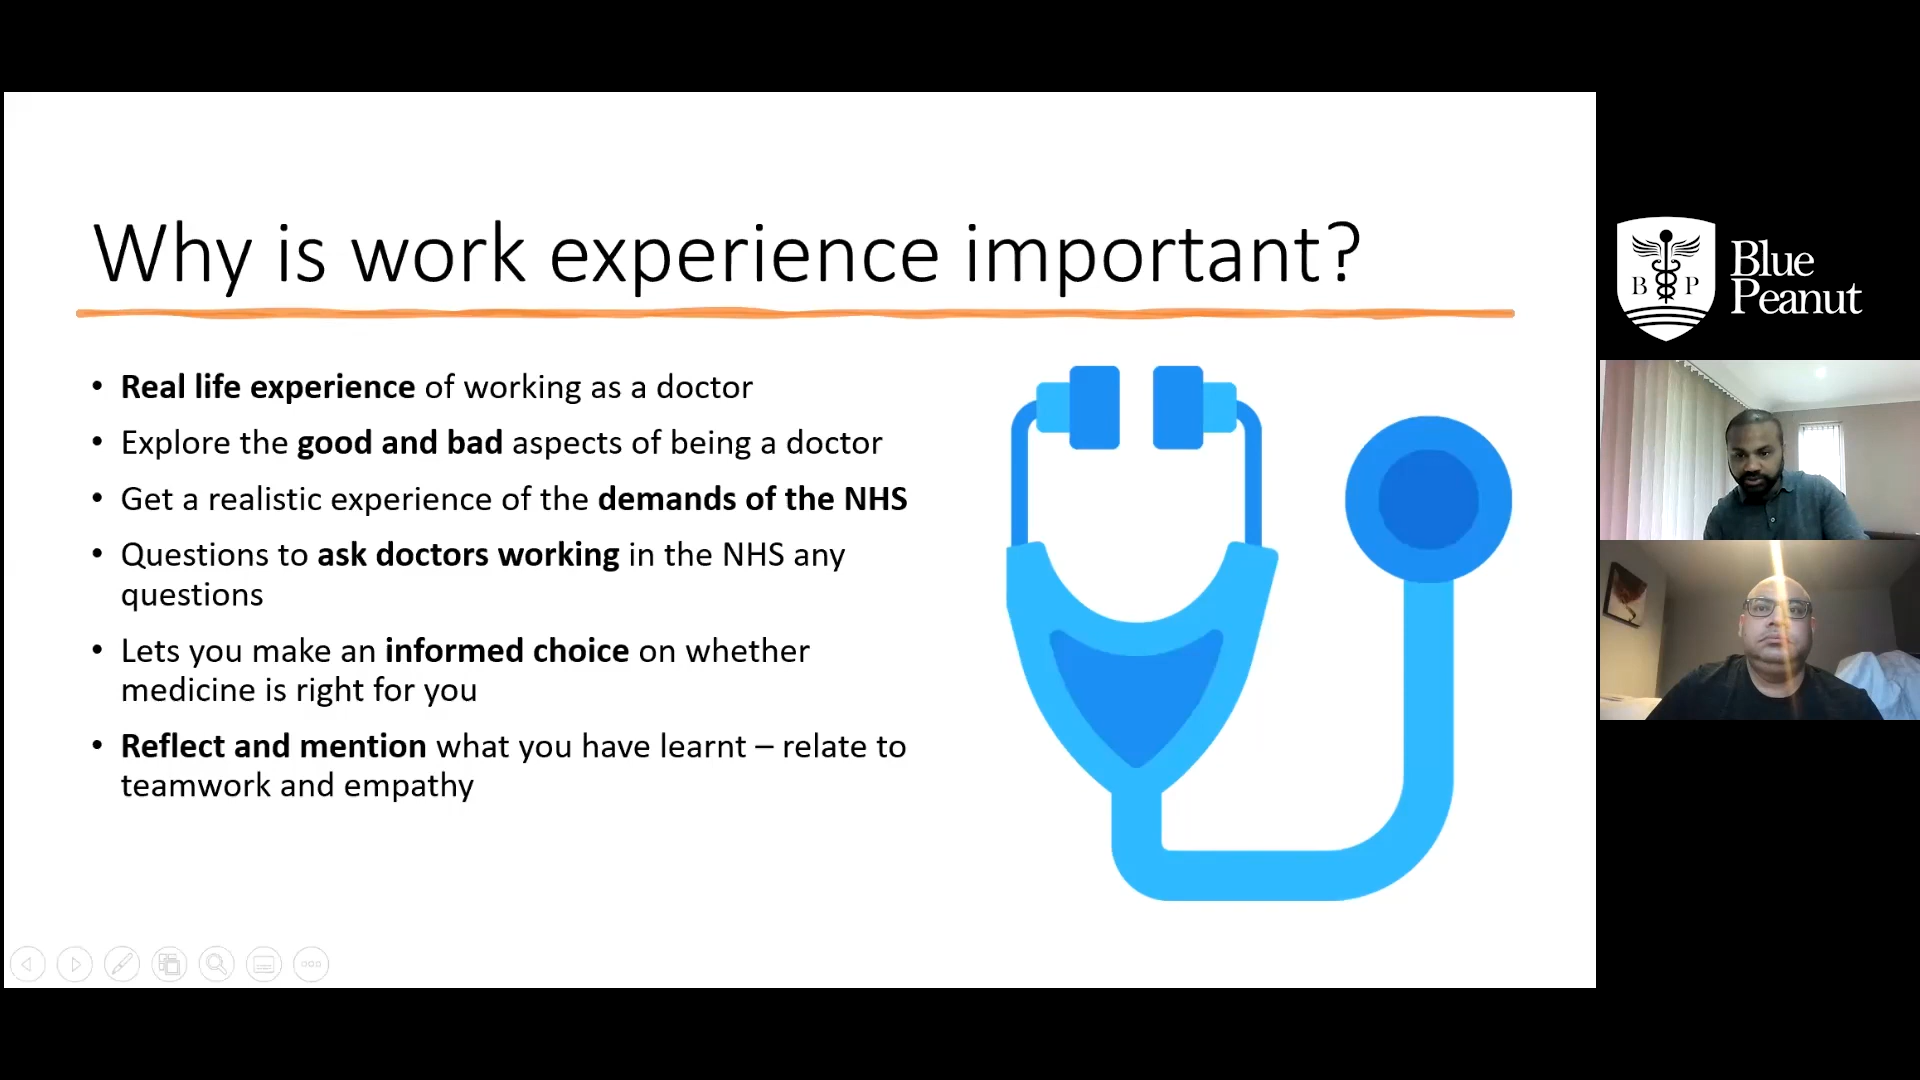 Why is work experience important?
• Real life experience of working as a doctor
• Explore the good and bad aspects of being a doctor
• Get a realistic experience of the demands of the NHS
• Questions to ask doctors working in the NHS any
questions
• Lets you make an informed choice on whether
medicine is right for you
• Reflect and mention what you have learnt – relate to
teamwork and empathy
B P
Blue
Peanut